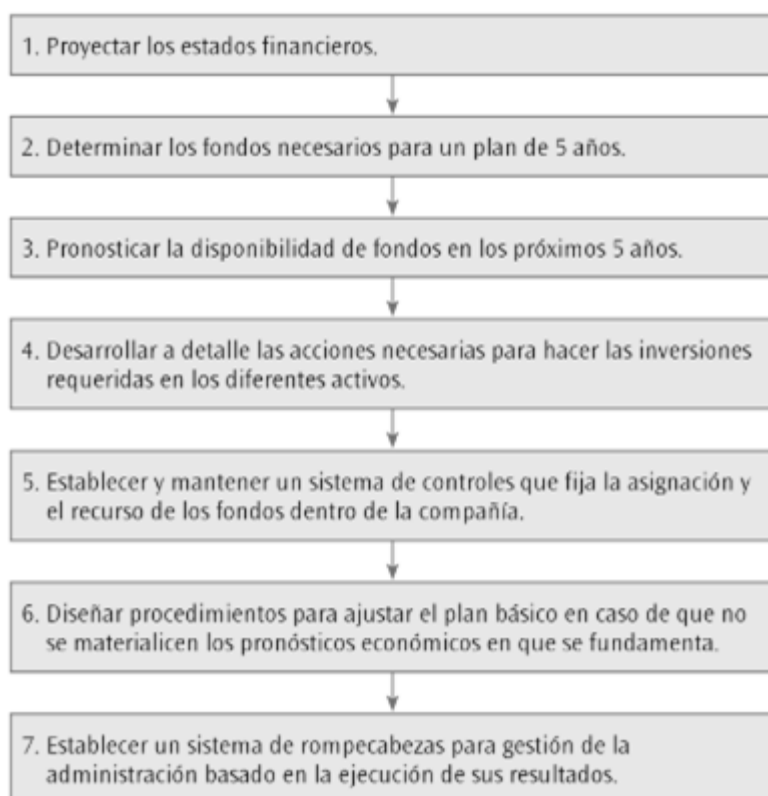 1. Proyectar los estados financieros.
2. Determinar los fondos necesarios para un plan de 5 años.
3. Pronosticar la disponibilidad de fondos en los próximos 5 años.
4. Desarrollar a detalle las acciones necesarias para hacer las inversiones
requeridas en los diferentes activos.
5. Establecer y mantener un sistema de controles que fija la asignación y
el recurso de los fondos dentro de la compañía.
6. Diseñar procedimientos para ajustar el plan básico en caso de que no
se materialicen los pronósticos económicos en que se fundamenta.
7. Establecer un sistema de rompecabezas para gestión de la
administración basado en la ejecución de sus resultados.